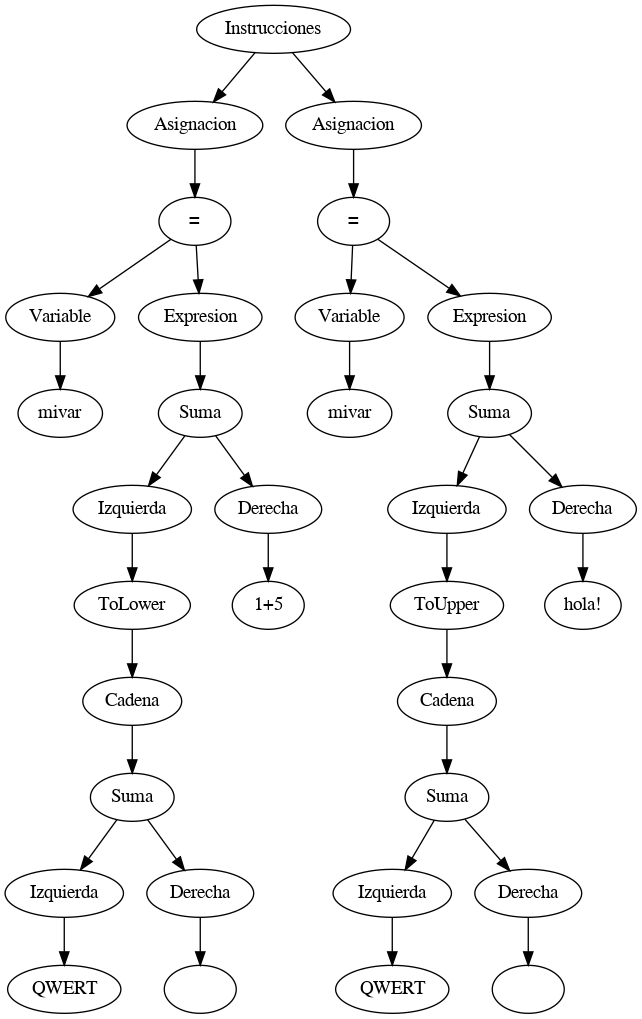 Instrucciones
Asignacion Asignacion
= =
Variable Expresion Variable Expresion
mivar Suma mivar Suma
Izquierda Derecha Izquierda Derecha
ToLower 1+5 ToUpper hola!
Cadena Cadena
Suma Suma
Izquierda Derecha Izquierda Derecha
QWERT QWERT